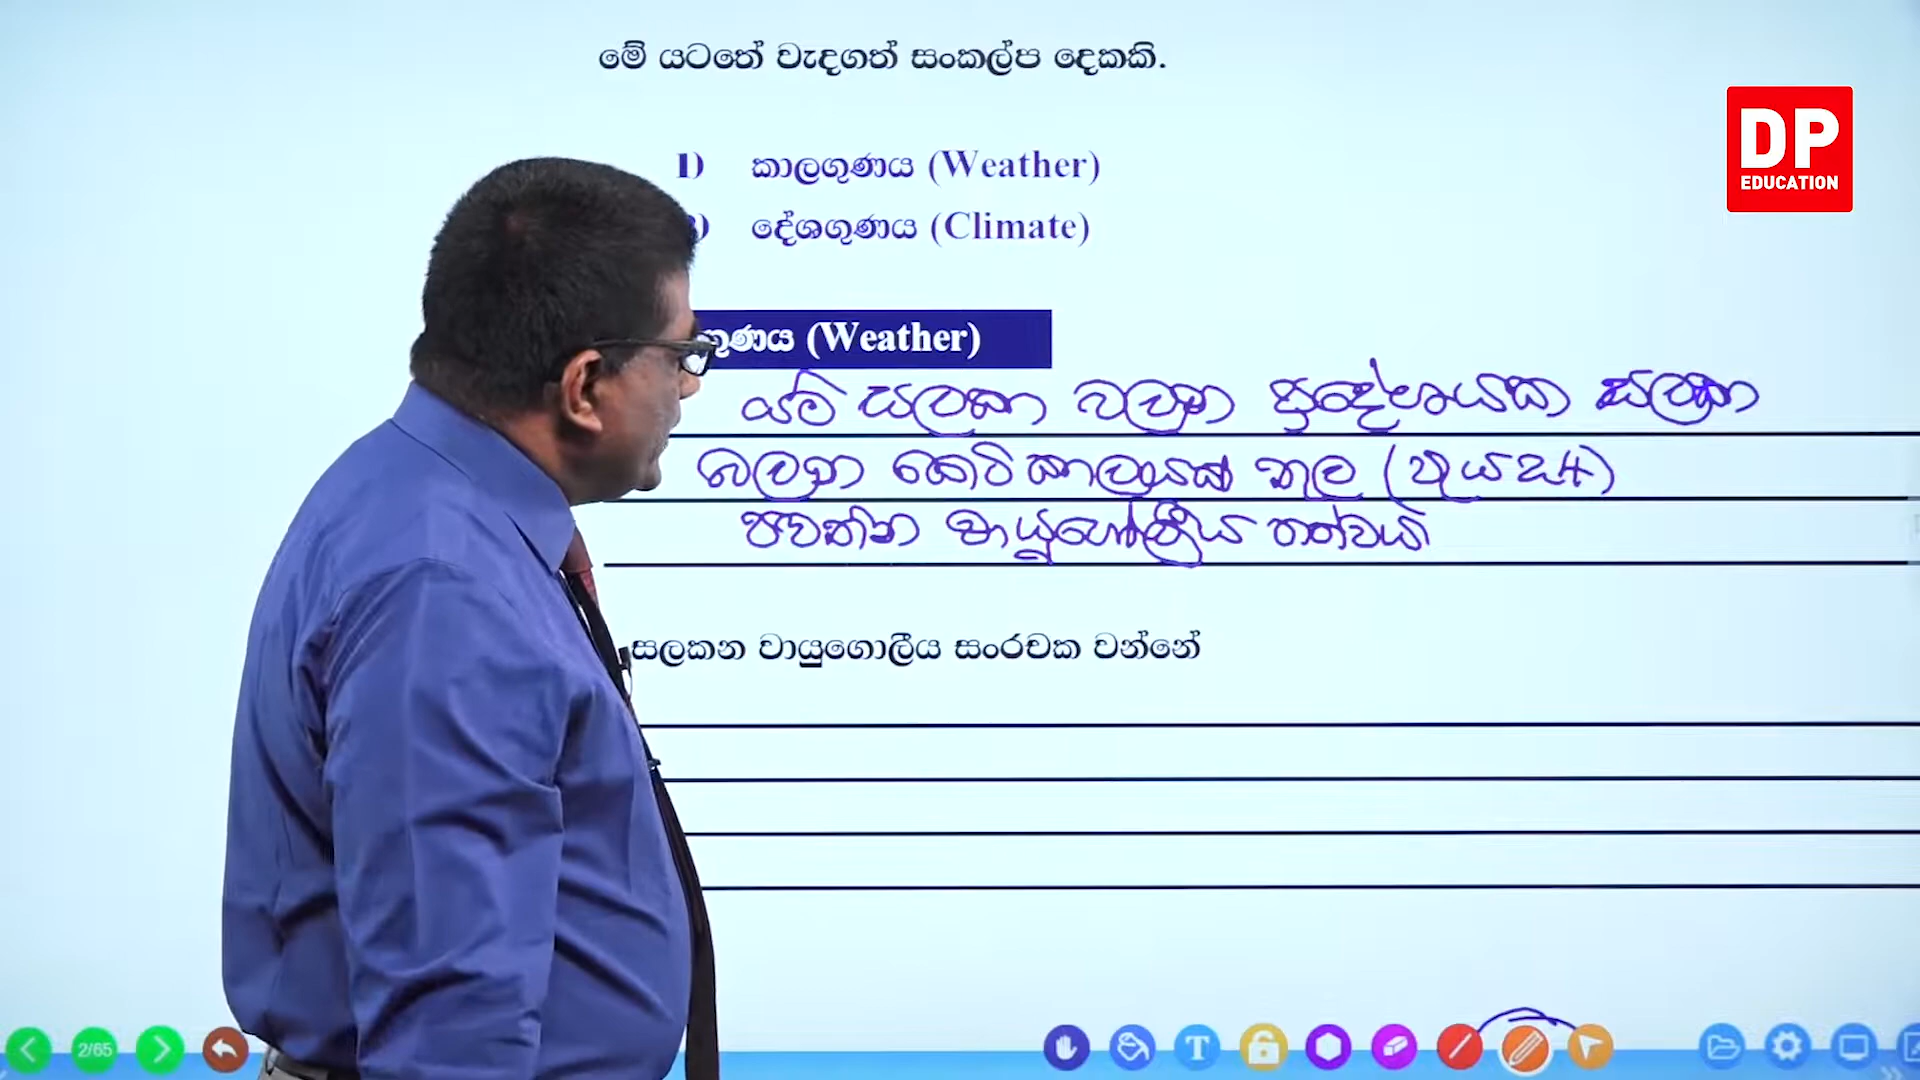 මේ යටතේ වැදගත් සංකල්ප දෙකකි.
DP
EDUCATION
1) කාලගුණය (Weather)
) දේශගුණය (Climate)
ගුණය (Weather)
යම් සලකා බලන ප්‍රදේශයක සලකා
බලන කෙටි කාලයක් තුල (පැය 24)
පවත්නා වායුගෝලීය තත්වයි
සලකන වායුගොලීය සංරචක වන්නේ
2/65
T